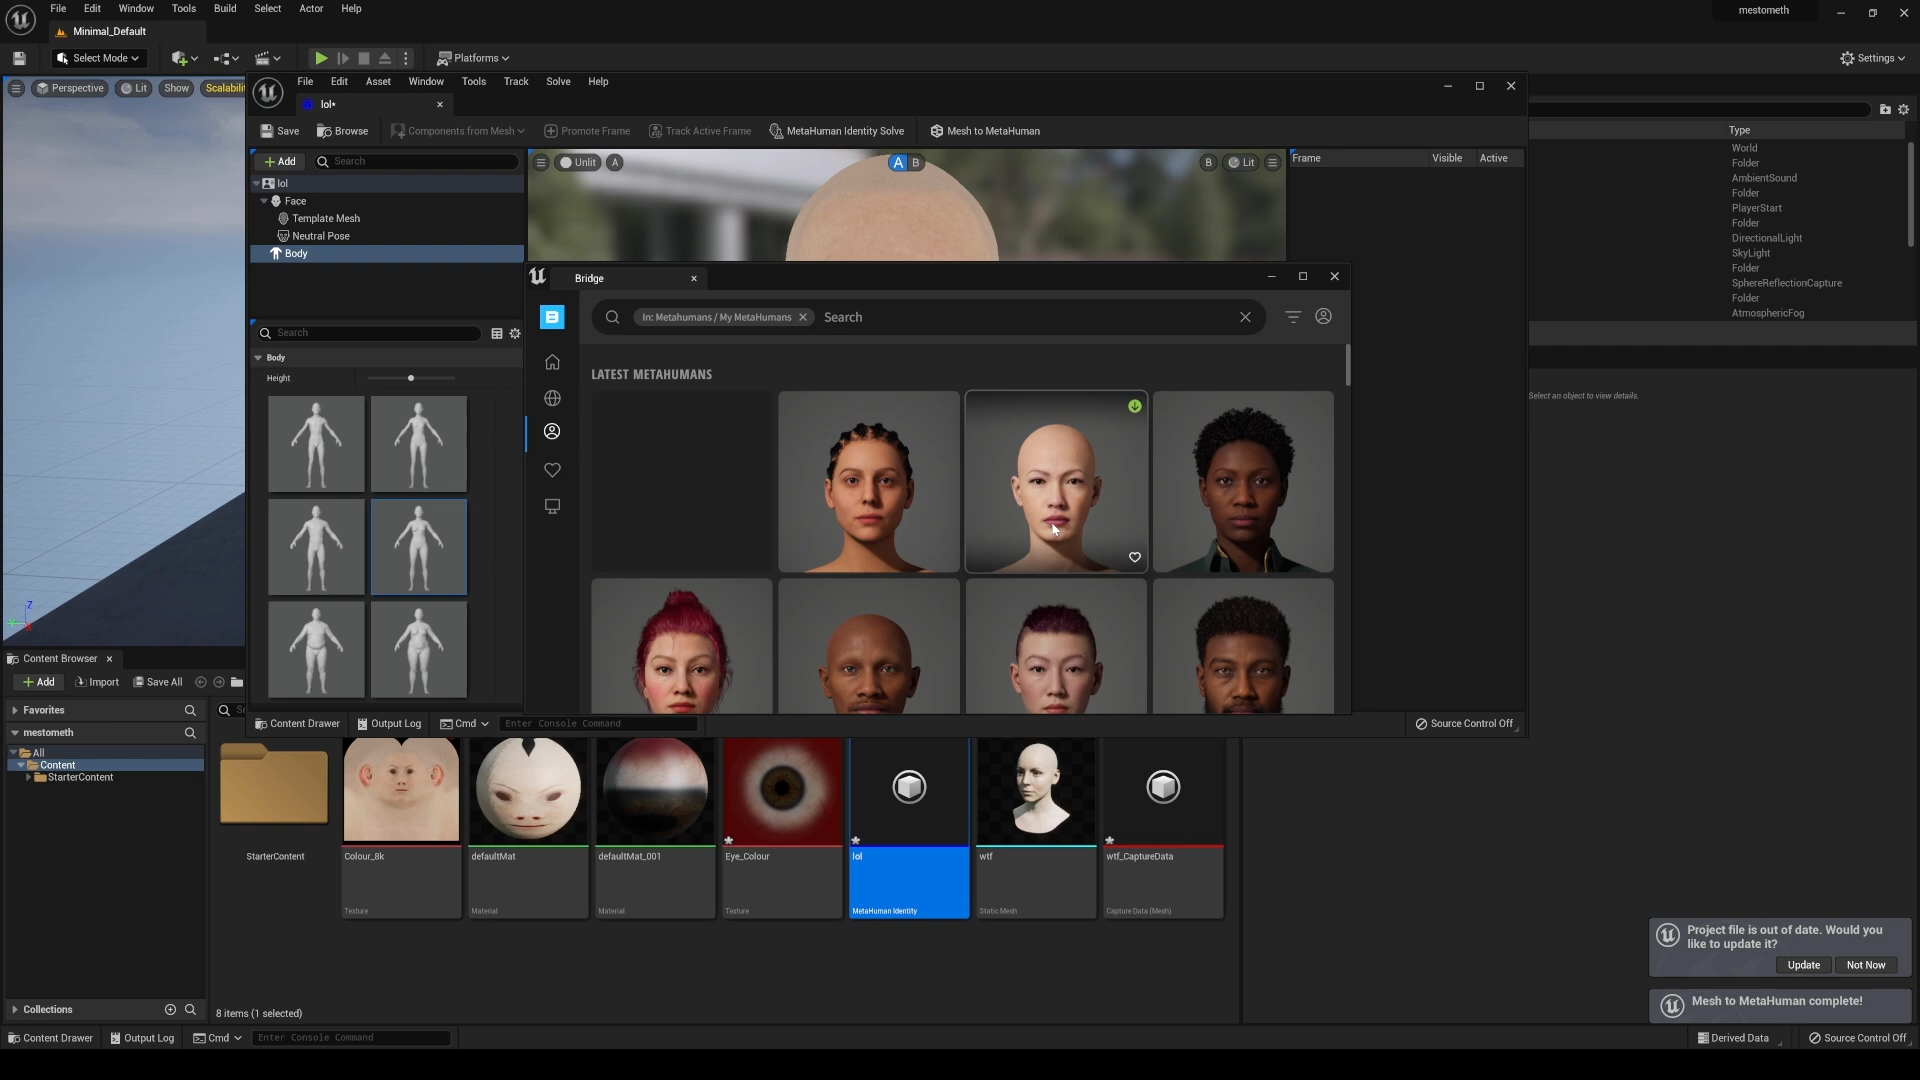 File Edit Window Tools Build Select Actor Help
mestometh
Minimal_Default
Select Mode
Platforms
Settings
Perspective Lit Show Scalabilit
File Edit Asset Window Tools Track Solve Help
lol*
Save Browse Components from Mesh Promote Frame Track Active Frame MetaHuman Identity Solve Mesh to MetaHuman
Add Search
Unlit A A B B Lit
Frame Visible Active
lol
Face
Template Mesh
Neutral Pose
Body
Search
Body
Height
Bridge
In: Metahumans / My MetaHumans Search
LATEST METAHUMANS
Type
World
Folder
AmbientSound
Folder
PlayerStart
Folder
DirectionalLight
SkyLight
Folder
SphereReflectionCapture
Folder
AtmosphericFog
Select an object to view details.
Z
Content Drawer Output Log Cmd Enter Console Command
Source Control Off
Content Browser
Add Import Save All
Favorites
mestometh
All
Content
StarterContent
Collections
Se
StarterContent
Colour_8k
Texture
defaultMat
Material
defaultMat_001
Material
Eye_Colour
Texture
lol
MetaHuman Identity
wtf
Static Mesh
wtf_CaptureData
Capture Data (Mesh)
8 items (1 selected)
Project file is out of date. Would you
like to update it?
Update Not Now
Mesh to MetaHuman complete!
Content Drawer Output Log Cmd Enter Console Command
Derived Data Source Control Off